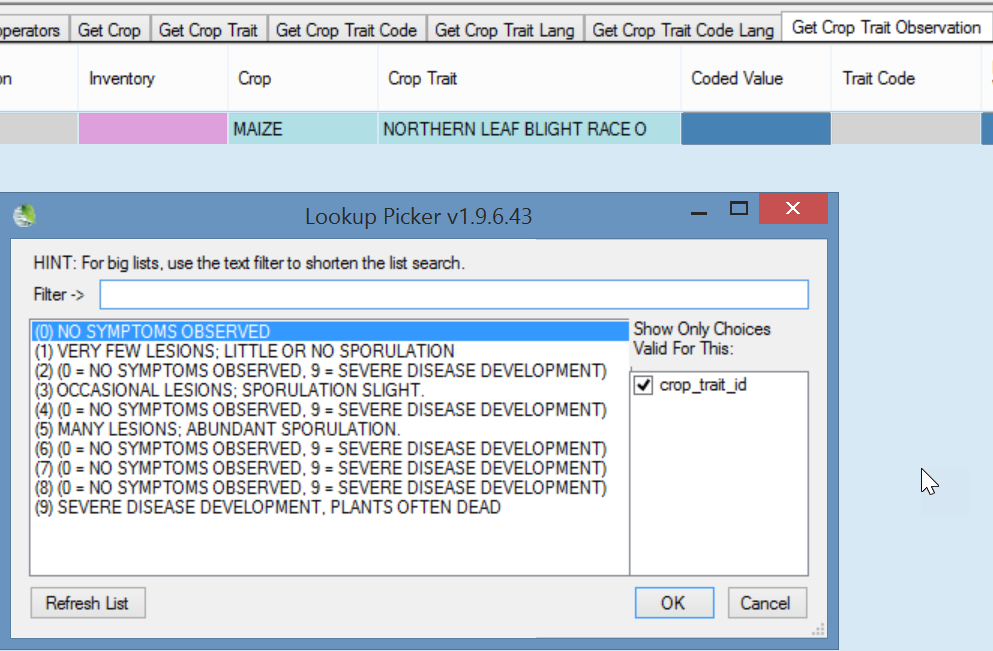 perators Get Crop Get Crop Trait Get Crop Trait Code Get Crop Trait Lang Get Crop Trait Code Lang Get Crop Trait Observation
on Inventory Crop Crop Trait Coded Value Trait Code
MAIZE NORTHERN LEAF BLIGHT RACE O
Lookup Picker v1.9.6.43
HINT: For big lists, use the text filter to shorten the list search.
Filter ->
(0) NO SYMPTOMS OBSERVED
(1) VERY FEW LESIONS; LITTLE OR NO SPORULATION
(2) (0 = NO SYMPTOMS OBSERVED, 9 = SEVERE DISEASE DEVELOPMENT)
(3) OCCASIONAL LESIONS; SPORULATION SLIGHT.
(4) (0 = NO SYMPTOMS OBSERVED, 9 = SEVERE DISEASE DEVELOPMENT)
(5) MANY LESIONS; ABUNDANT SPORULATION.
(6) (0 = NO SYMPTOMS OBSERVED, 9 = SEVERE DISEASE DEVELOPMENT)
(7) (0 = NO SYMPTOMS OBSERVED, 9 = SEVERE DISEASE DEVELOPMENT)
(8) (0 = NO SYMPTOMS OBSERVED, 9 = SEVERE DISEASE DEVELOPMENT)
(9) SEVERE DISEASE DEVELOPMENT, PLANTS OFTEN DEAD
Show Only Choices
Valid For This:
crop_trait_id
Refresh List OK Cancel